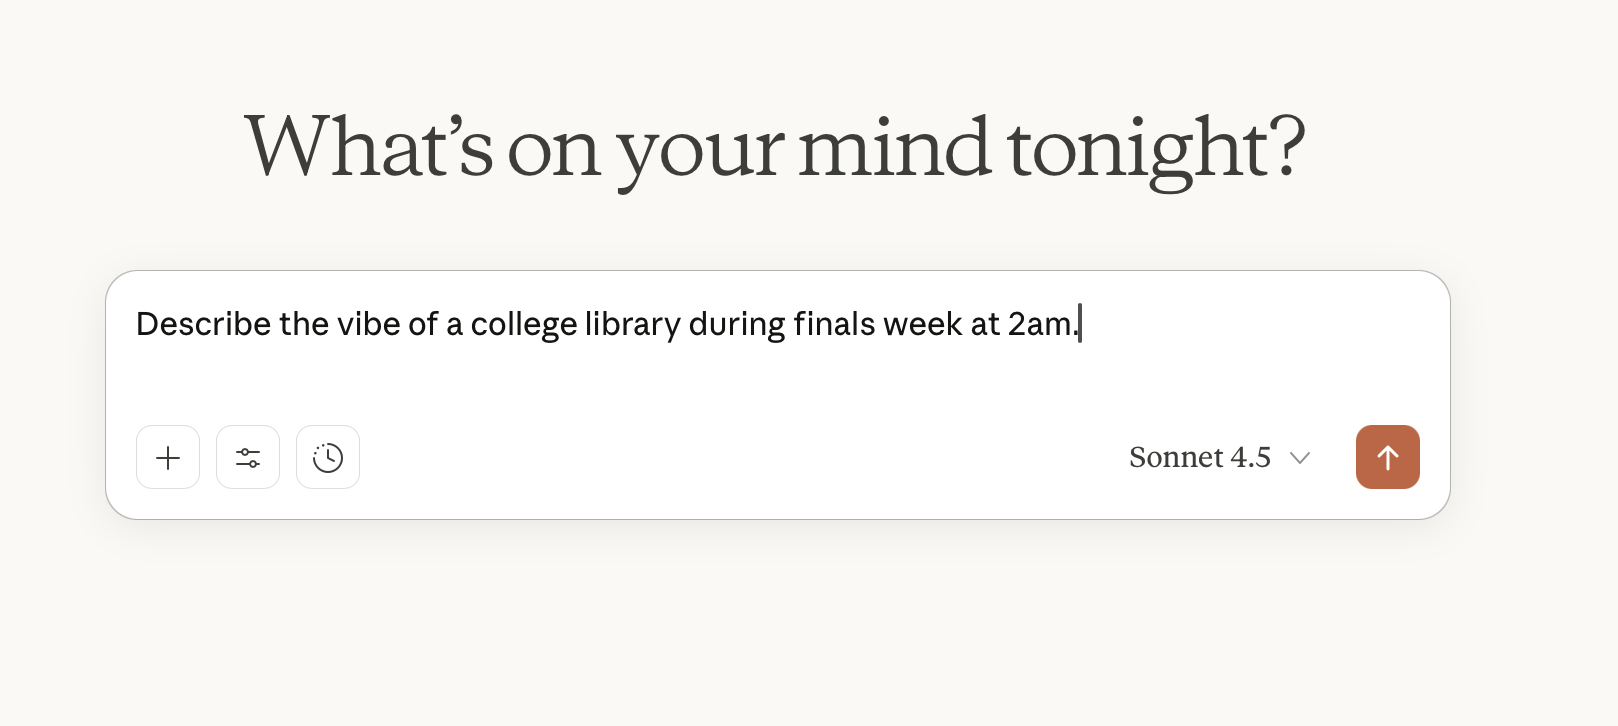 What’s on your mind tonight?
Describe the vibe of a college library during finals week at 2am.
Sonnet 4.5